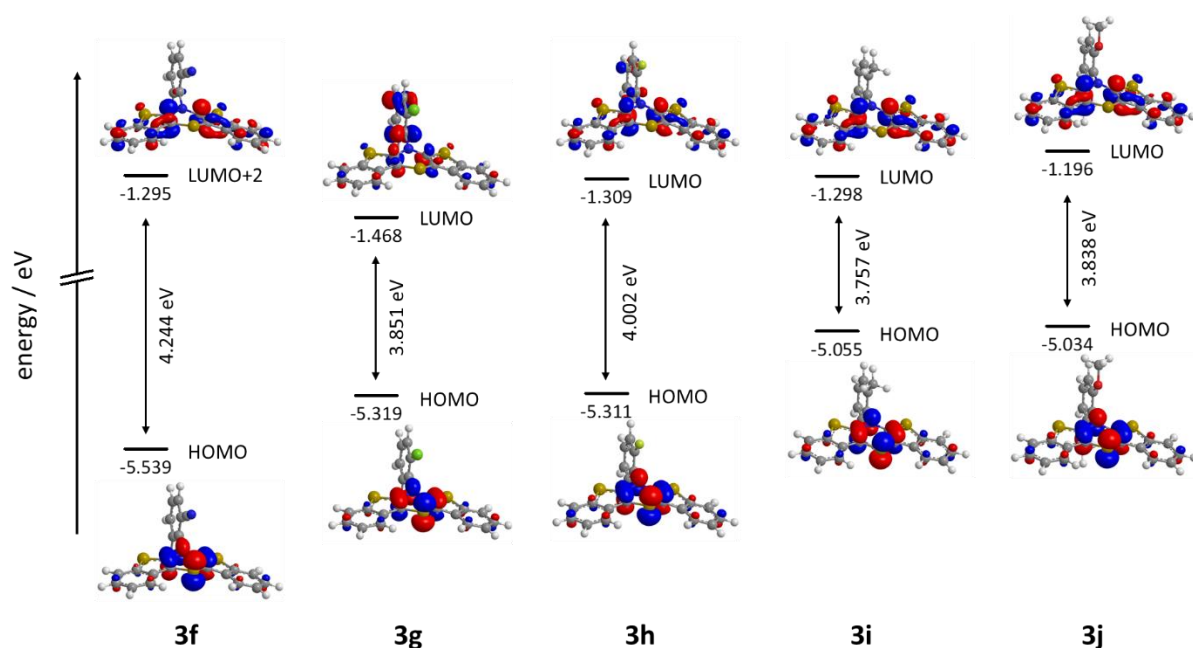 energy / eV
LUMO+2
-1.295
4.244 eV
HOMO
-5.539
3f
LUMO
-1.468
3.851 eV
HOMO
-5.319
3g
LUMO
-1.309
4.002 eV
HOMO
-5.311
3h
LUMO
-1.298
3.757 eV
HOMO
-5.055
3i
LUMO
-1.196
3.838 eV
HOMO
-5.034
3j